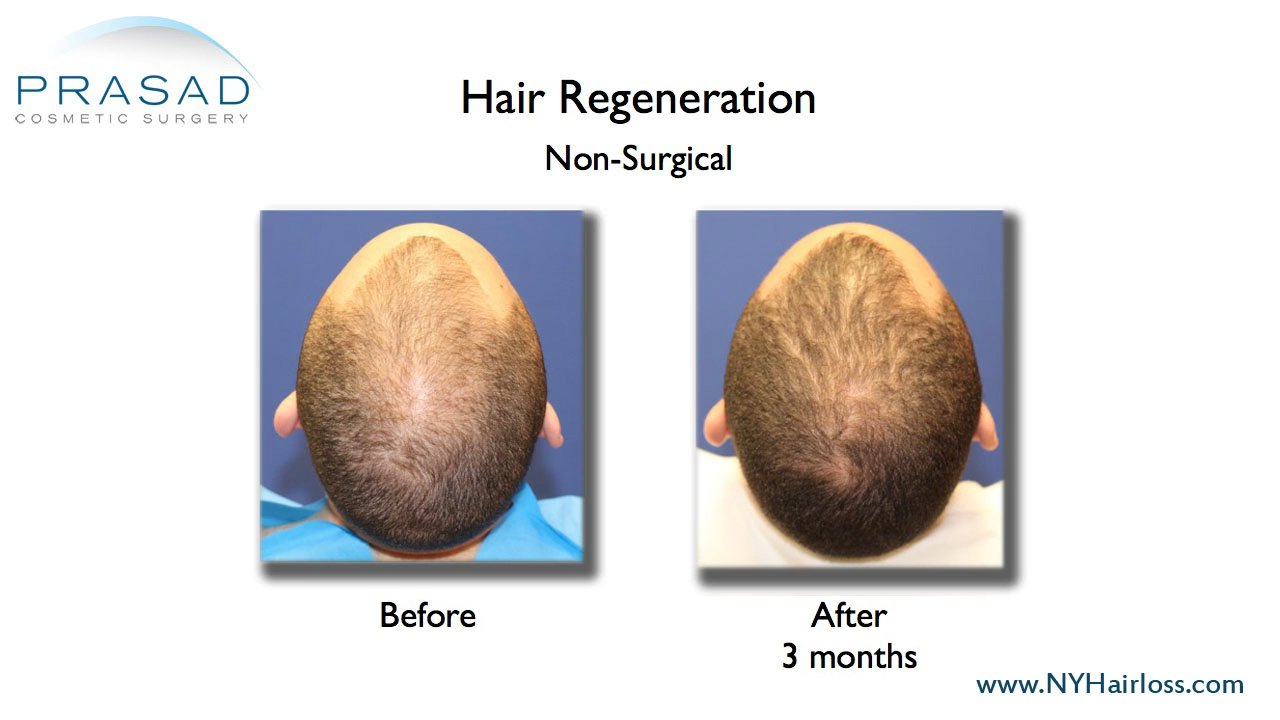 PRASAD
COSMETIC SURGERY
Hair Regeneration
Non-Surgical
Before
After
3 months
www.NYHairloss.com